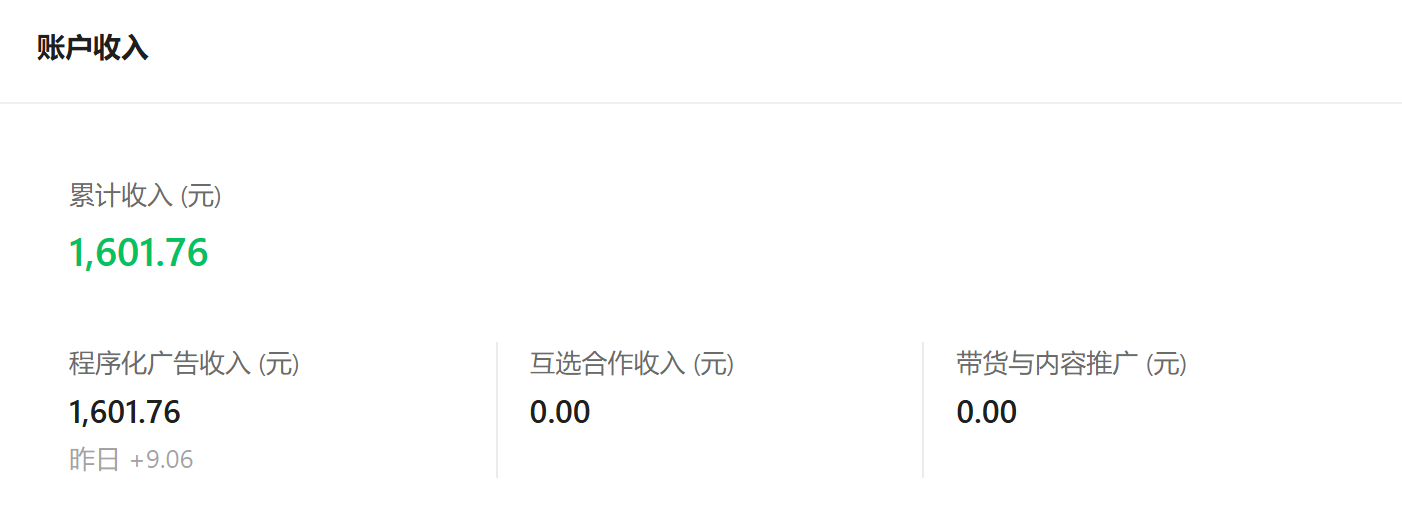 账户收入
累计收入 (元)
1,601.76
程序化广告收入 (元)
互选合作收入 (元)
带货与内容推广 (元)
1,601.76
0.00
0.00
昨日 +9.06